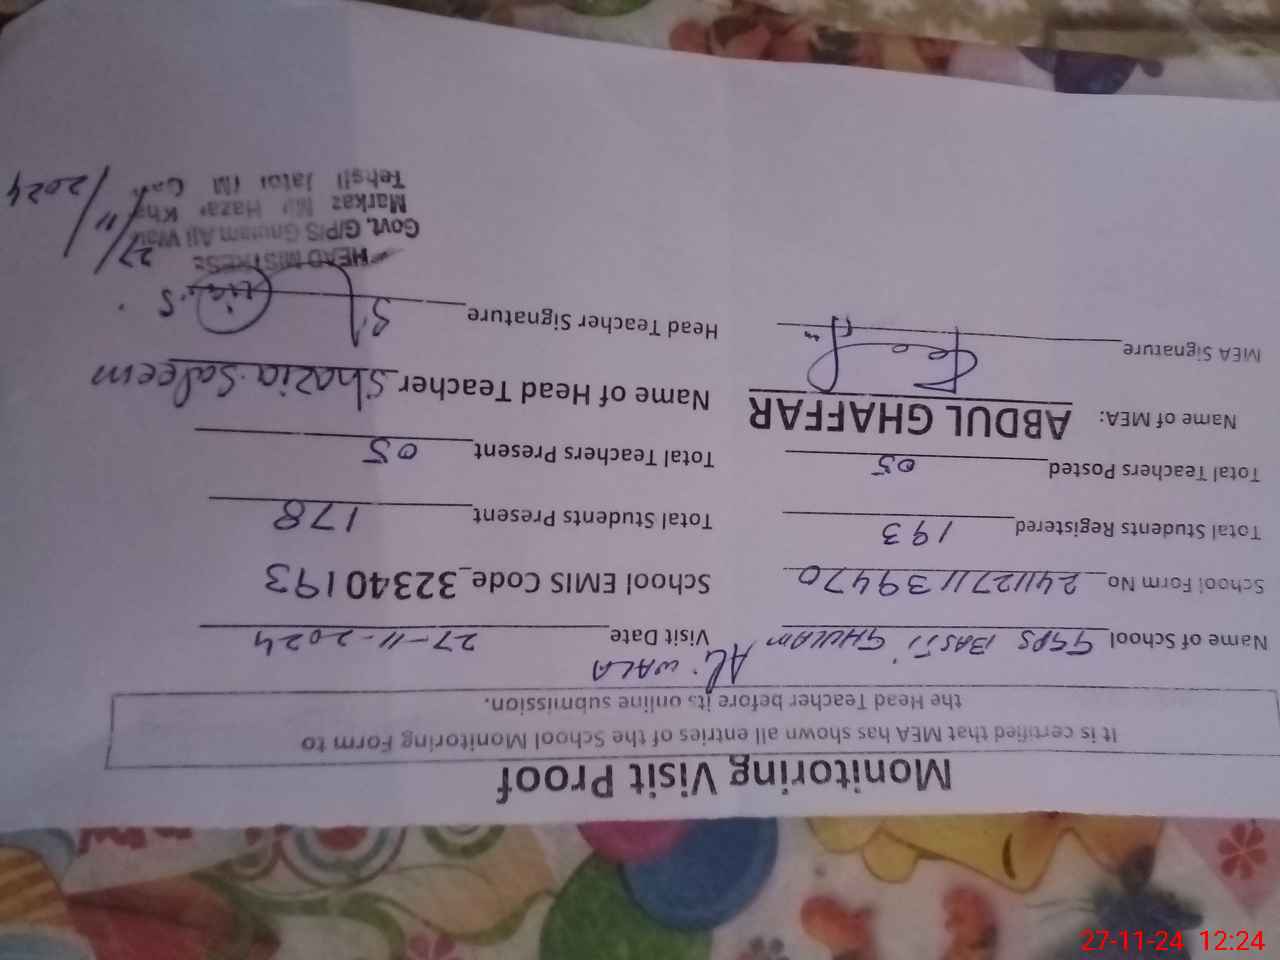 Monitoring Visit Proof
It is certified that MEA has shown all entries of the School Monitoring Form to
the Head Teacher before its online submission.
Name of School GGPS BASTI GHULAM ALI WALA Visit Date 27-11-2024
School Form No 24112711 39470 School EMIS Code 32340193
Total Students Registered 193 Total Students Present 178
Total Teachers Posted 05 Total Teachers Present 05
Name of MEA: ABDUL GHAFFAR Name of Head Teacher Shazia Saleem
MEA Signature Head Teacher Signature
HEAD MISTRESS
Govt. G/P/S Ghulam Ali Wala
Markaz Mir Hazar Khan
Tehsil Jatoi
27/11/2024
27-11-24 12:24